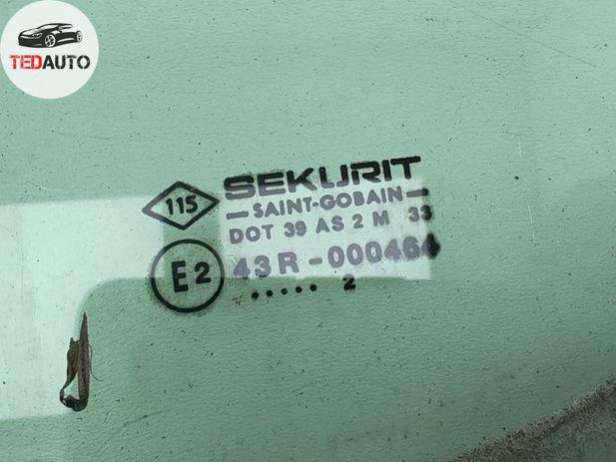 TEDAUTO
115
SEKURIT
SAINT-GOBAIN
DOT 39 AS 2 M 33
E2
43R-000464
..... 2